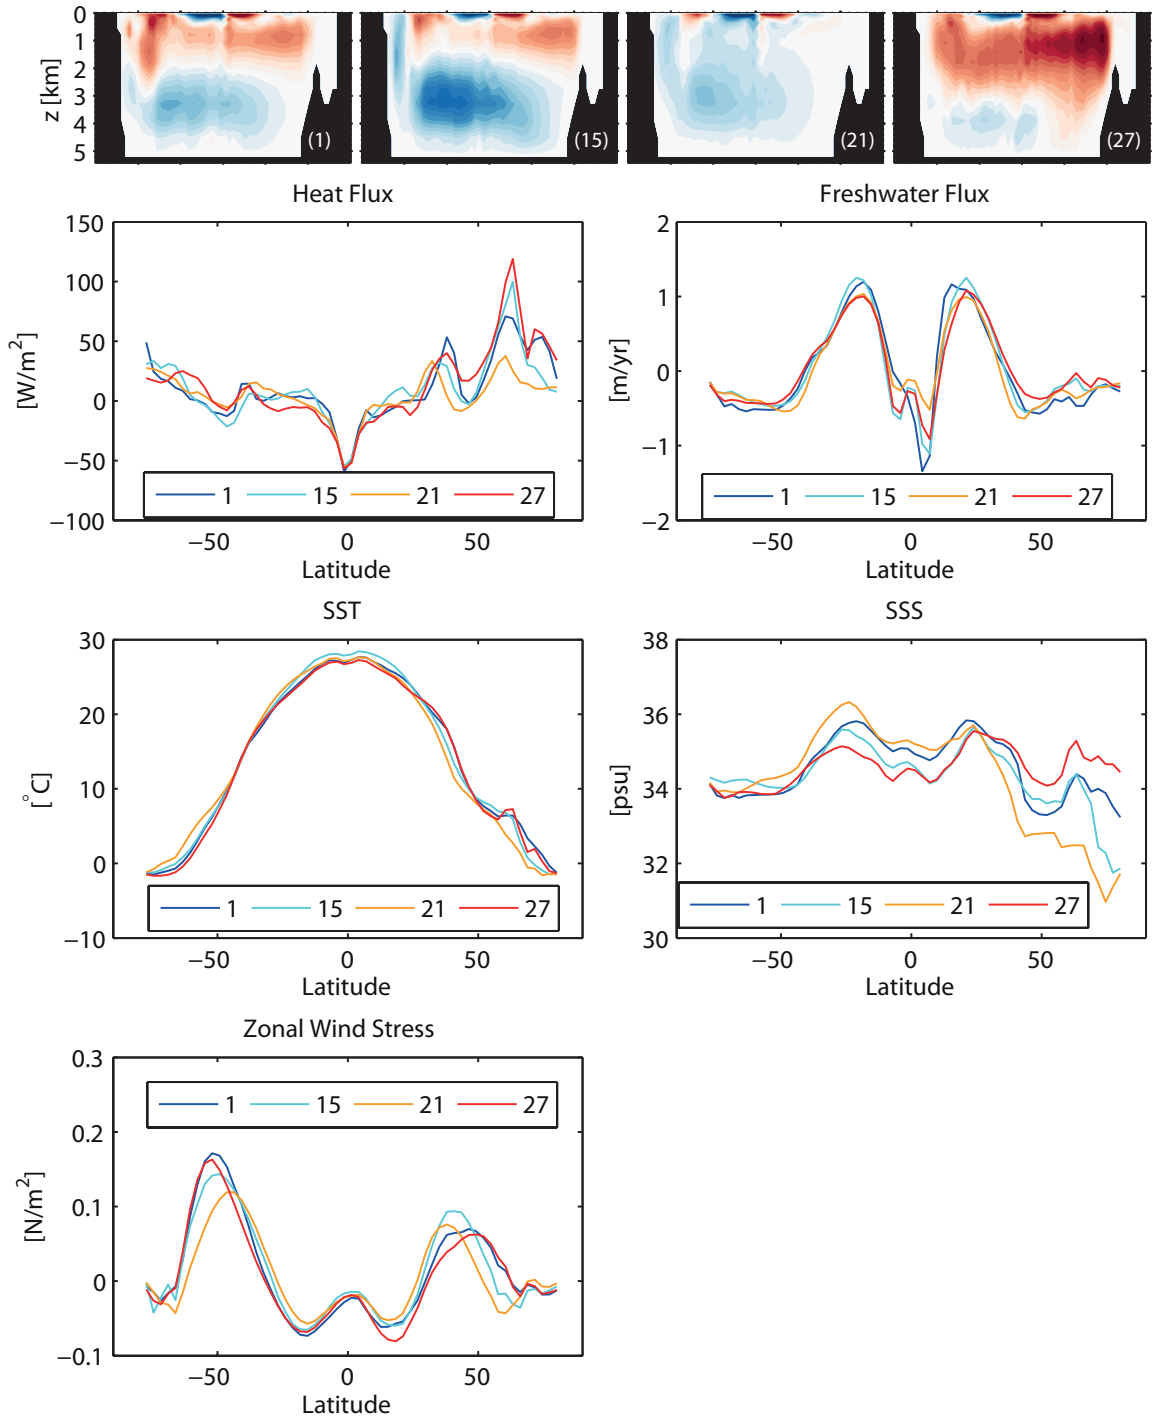 0
1
2
3
4
5
z [km]
(1)
(15)
(21)
(27)
Heat Flux
150
100
50
0
−50
−100
[W/m2]
1 15 21 27
−50 0 50
Latitude
Freshwater Flux
2
1
0
−1
−2
[m/yr]
1 15 21 27
−50 0 50
Latitude
SST
30
20
10
0
−10
[°C]
1 15 21 27
−50 0 50
Latitude
SSS
38
36
34
32
30
[psu]
1 15 21 27
−50 0 50
Latitude
Zonal Wind Stress
0.3
0.2
0.1
0
−0.1
[N/m2]
1 15 21 27
−50 0 50
Latitude